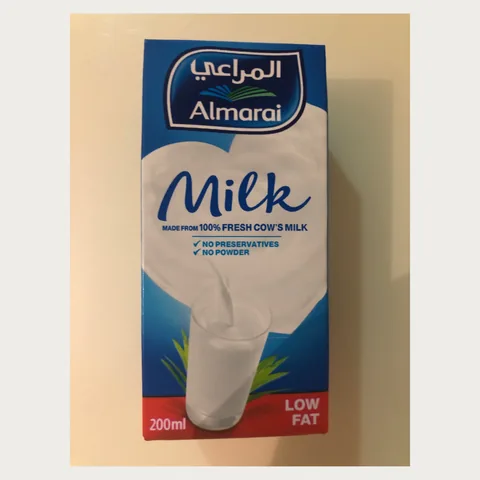 المراعي
Almarai
Milk
MADE FROM 100% FRESH COW'S MILK
✓ NO PRESERVATIVES
✓ NO POWDER
200ml
LOW
FAT